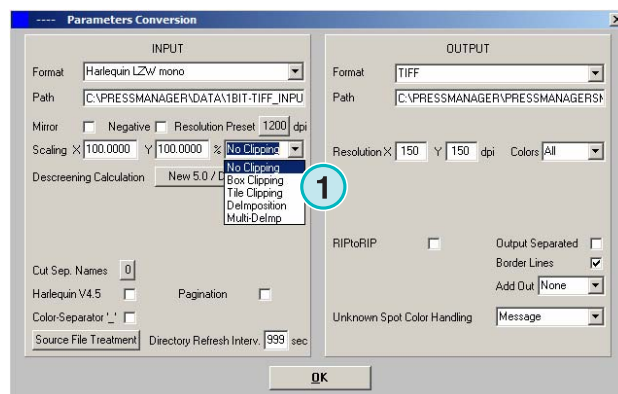 ---- Parameters Conversion
INPUT
Format Harlequin LZW mono
Path C:\PRESSMANAGER\DATA\1BIT-TIFF_INPU
Mirror Negative Resolution Preset 1200 dpi
Scaling X 100.0000 Y 100.0000 % No Clipping
No Clipping
Box Clipping
Tile Clipping
DeImposition
Multi-DeImp
Descreening Calculation New 5.0 / D
1
Cut Sep. Names 0
Harlequin V4.5 Pagination
Color-Separator '_'
Source File Treatment Directory Refresh Interv. 999 sec
OUTPUT
Format TIFF
Path C:\PRESSMANAGER\PRESSMANAGERSM
Resolution X 150 Y 150 dpi Colors All
RIPtoRIP Output Separated
Border Lines
Add Out None
Unknown Spot Color Handling Message
OK